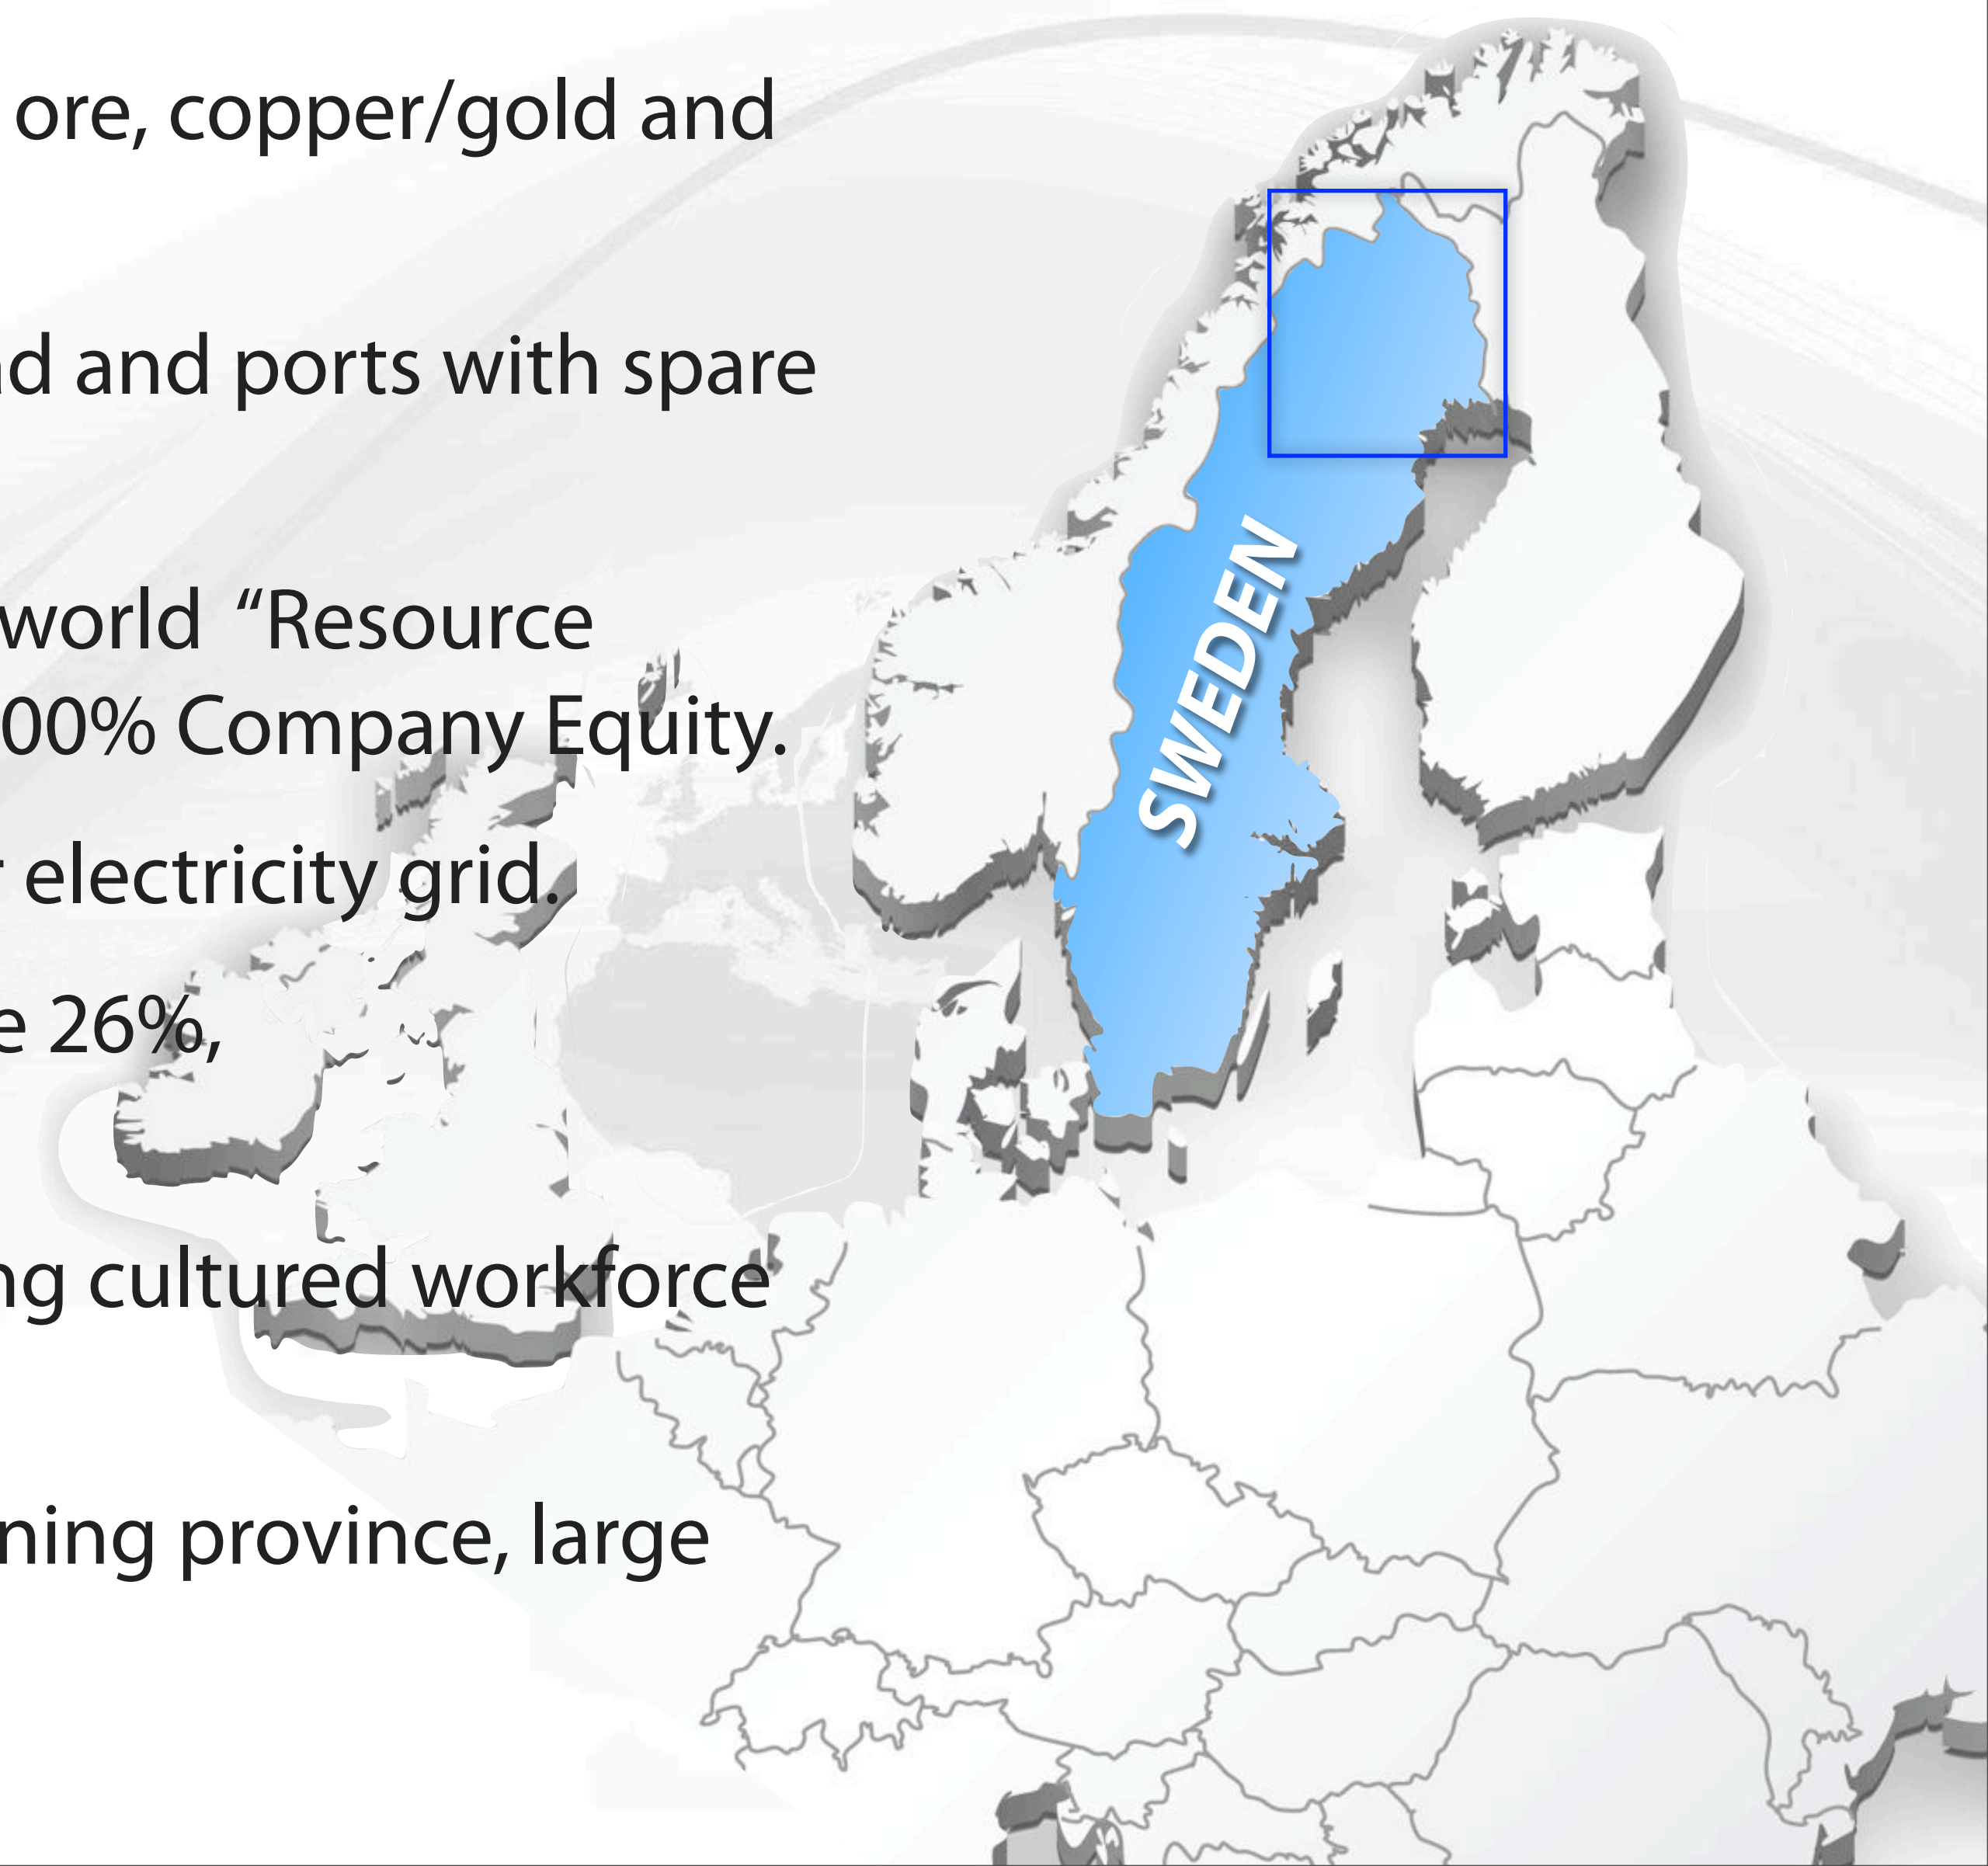 ore, copper/gold and
d and ports with spare
world “Resource
00% Company Equity.
electricity grid.
e 26%,
ng cultured workforce
ning province, large
SWEDEN